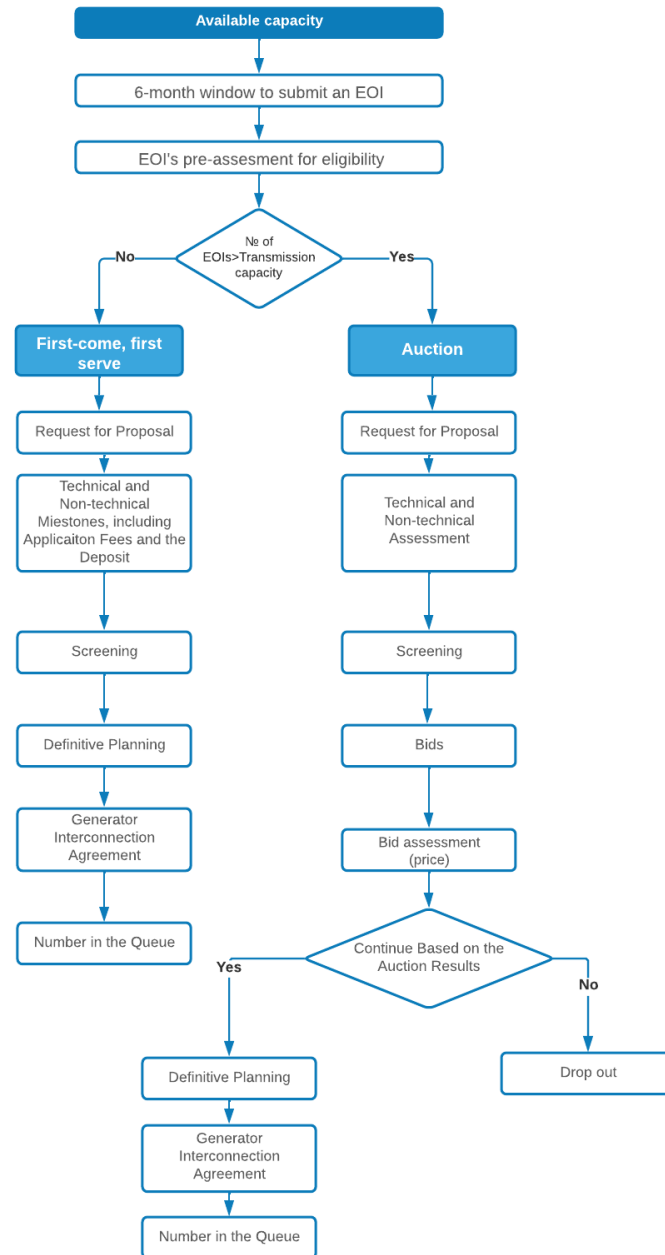 Available capacity
6-month window to submit an EOI
EOI's pre-assesment for eligibility
№ of
EOIs>Transmission
capacity
No
Yes
First-come, first
serve
Auction
Request for Proposal
Request for Proposal
Technical and
Non-technical
Miestones, including
Applicaiton Fees and the
Deposit
Technical and
Non-technical
Assessment
Screening
Screening
Definitive Planning
Bids
Generator
Interconnection
Agreement
Bid assessment
(price)
Number in the Queue
Continue Based on the
Auction Results
Yes
No
Definitive Planning
Drop out
Generator
Interconnection
Agreement
Number in the Queue